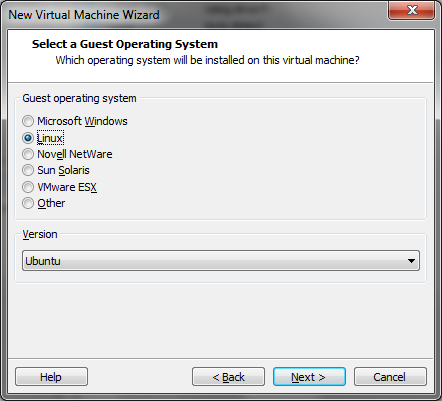 New Virtual Machine Wizard
Select a Guest Operating System
Which operating system will be installed on this virtual machine?
Guest operating system
Microsoft Windows
Linux
Novell NetWare
Sun Solaris
VMware ESX
Other
Version
Ubuntu
Help
< Back
Next >
Cancel